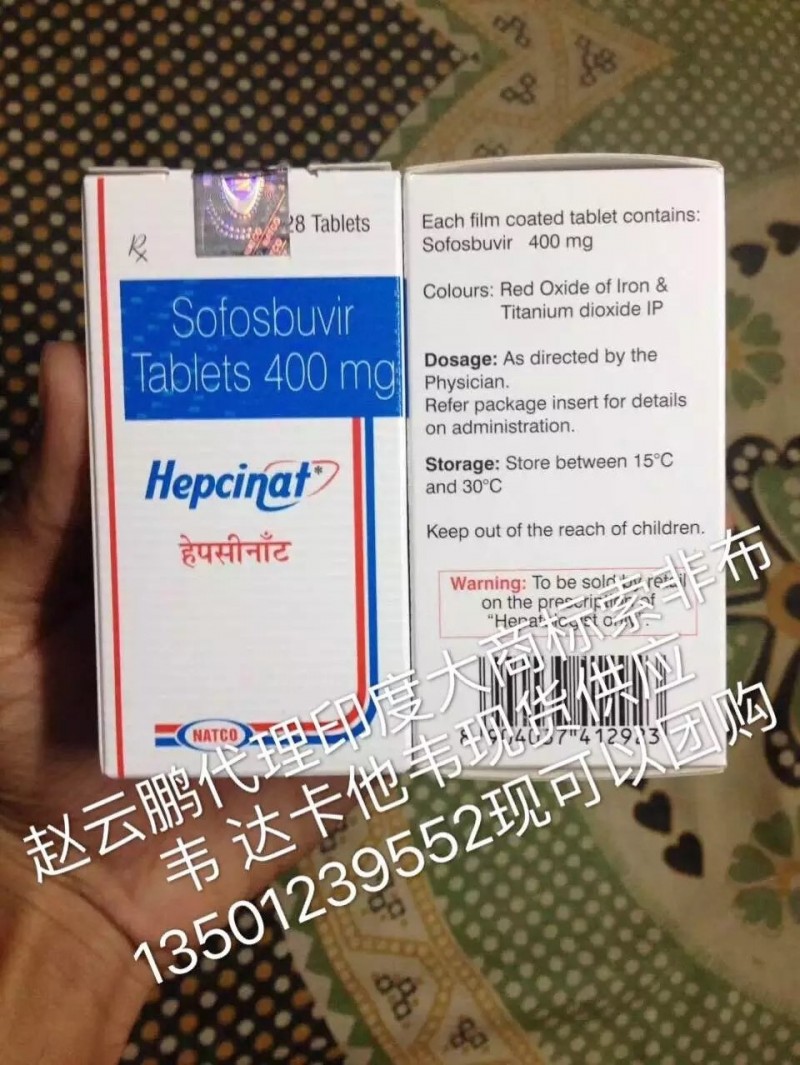 28 Tablets
Rx
Sofosbuvir
Tablets 400 mg
Hepcinat*
हेपसीनाँट
NATCO
Each film coated tablet contains:
Sofosbuvir 400 mg
Colours: Red Oxide of Iron &
Titanium dioxide IP
Dosage: As directed by the
Physician.
Refer package insert for details
on administration.
Storage: Store between 15°C
and 30°C
Keep out of the reach of children.
Warning: To be sold by retail
on the prescription of
"Hepatologist only".
8 904087 412923
赵云鹏代理印度大商标索非布
韦 达卡他韦现货供应
13501239552现可以团购